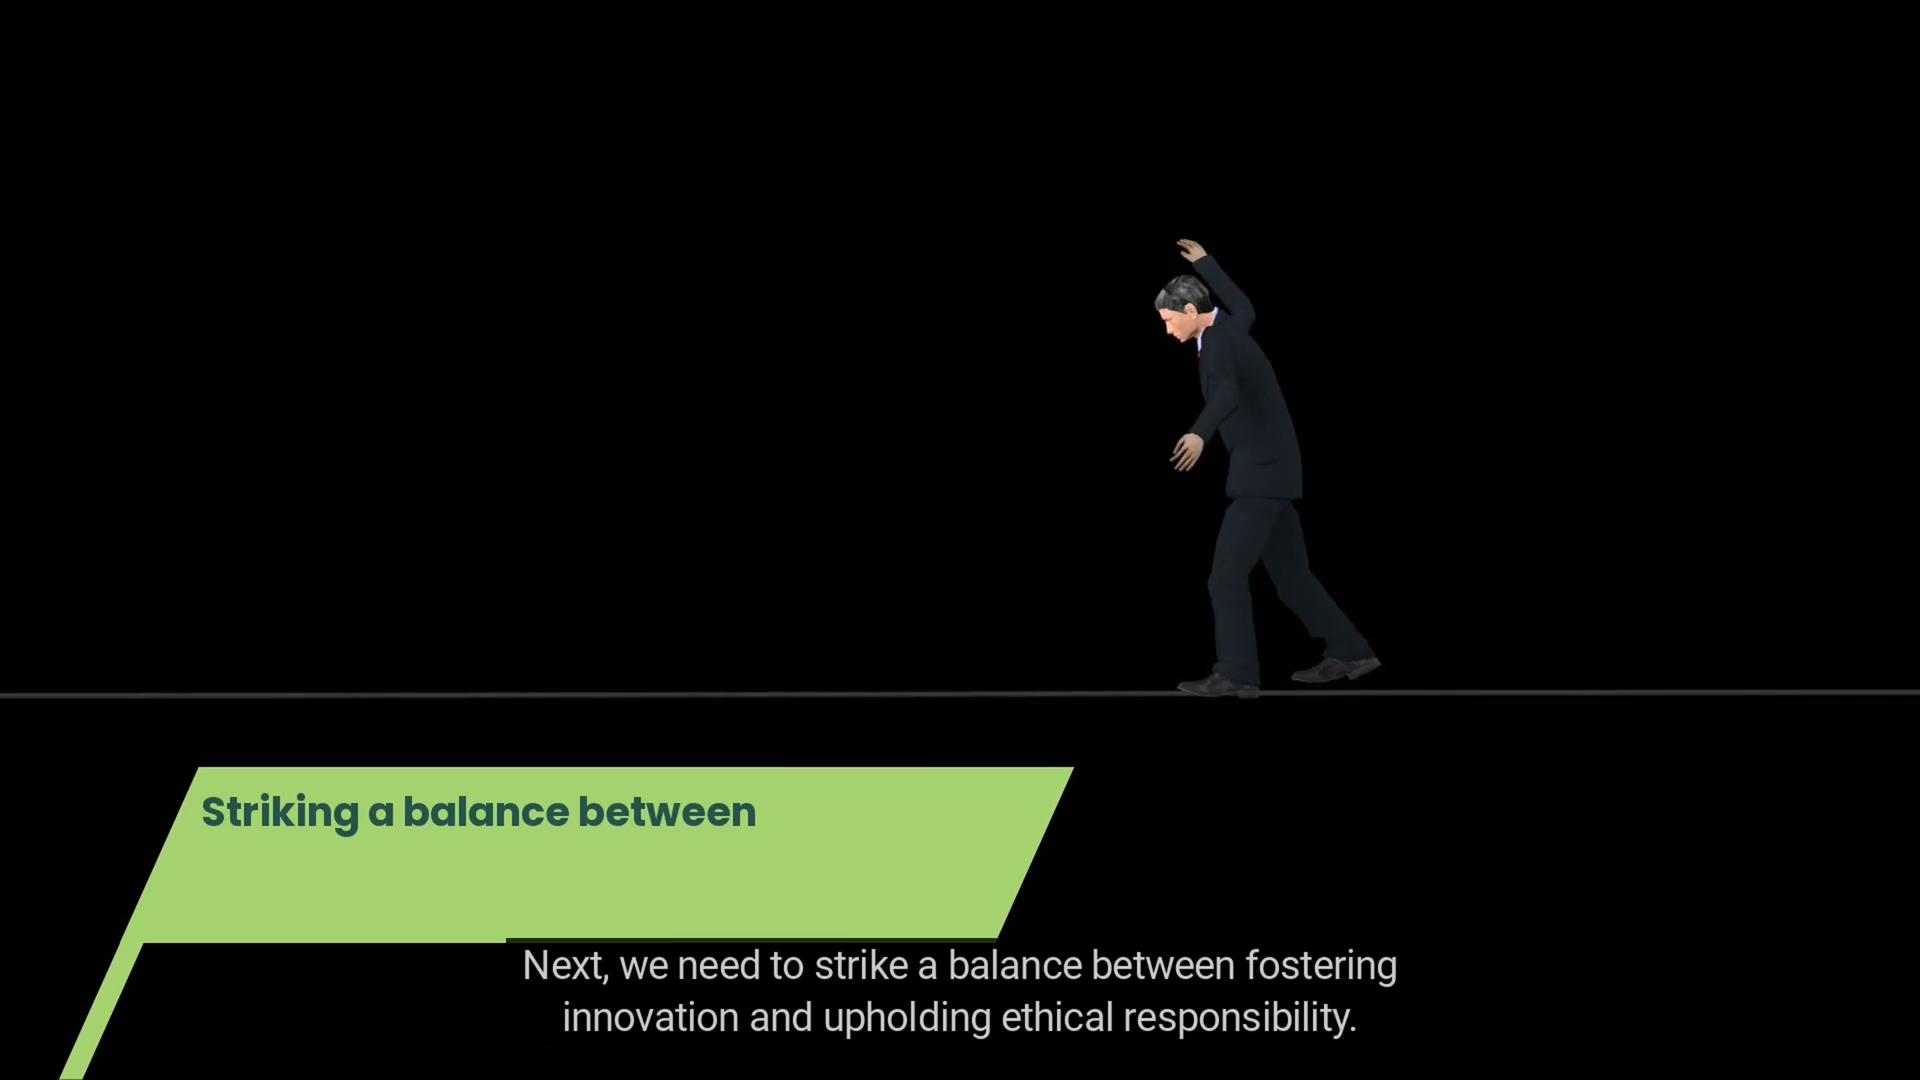 Striking a balance between
Next, we need to strike a balance between fostering
innovation and upholding ethical responsibility.